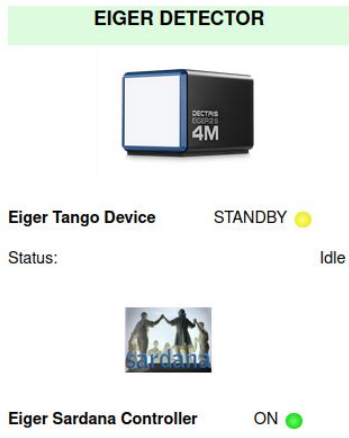 EIGER DETECTOR
DECTRIS
EIGER2 S
4M
Eiger Tango Device STANDBY
Status: Idle
sardana
Eiger Sardana Controller ON